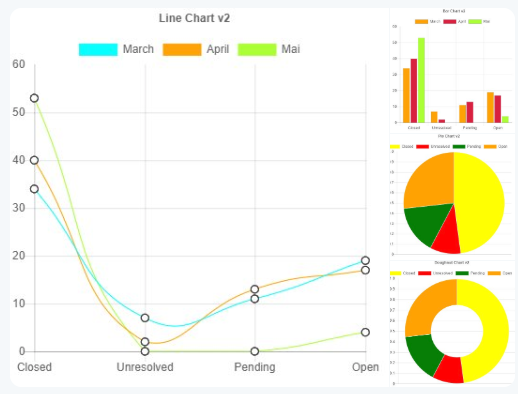 Line Chart v2
March April Mai
60
50
40
30
20
10
0
Closed Unresolved Pending Open
Bar Chart v2
March April Mai
Closed Unresolved Pending Open
Pie Chart v2
Closed Unresolved Pending Open
Doughnut Chart v2
Closed Unresolved Pending Open